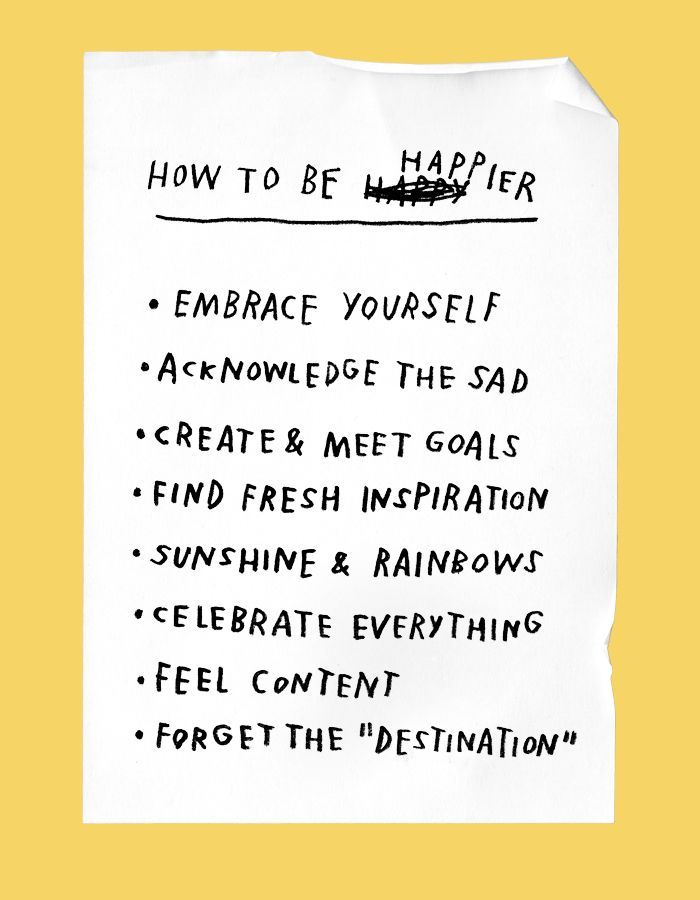 HOW TO BE HAPPY HAPPIER
• EMBRACE YOURSELF
• ACKNOWLEDGE THE SAD
• CREATE & MEET GOALS
• FIND FRESH INSPIRATION
• SUNSHINE & RAINBOWS
• CELEBRATE EVERYTHING
• FEEL CONTENT
• FORGET THE "DESTINATION"